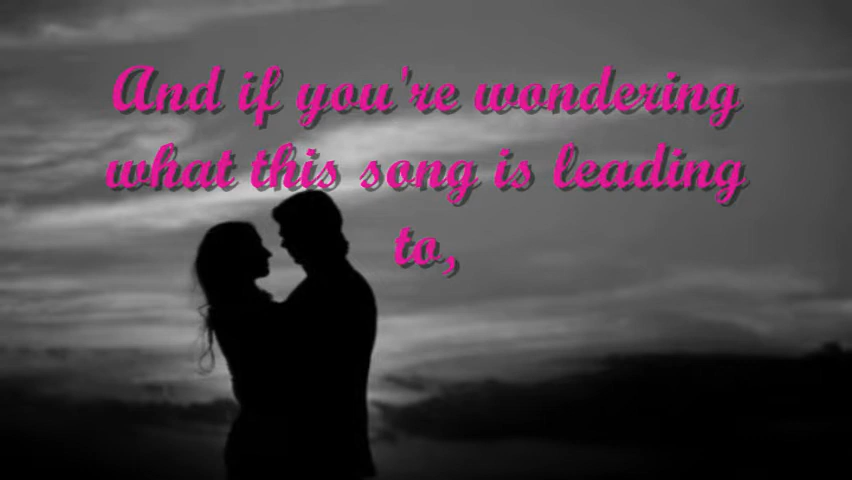 And if you're wondering
what this song is leading
to,